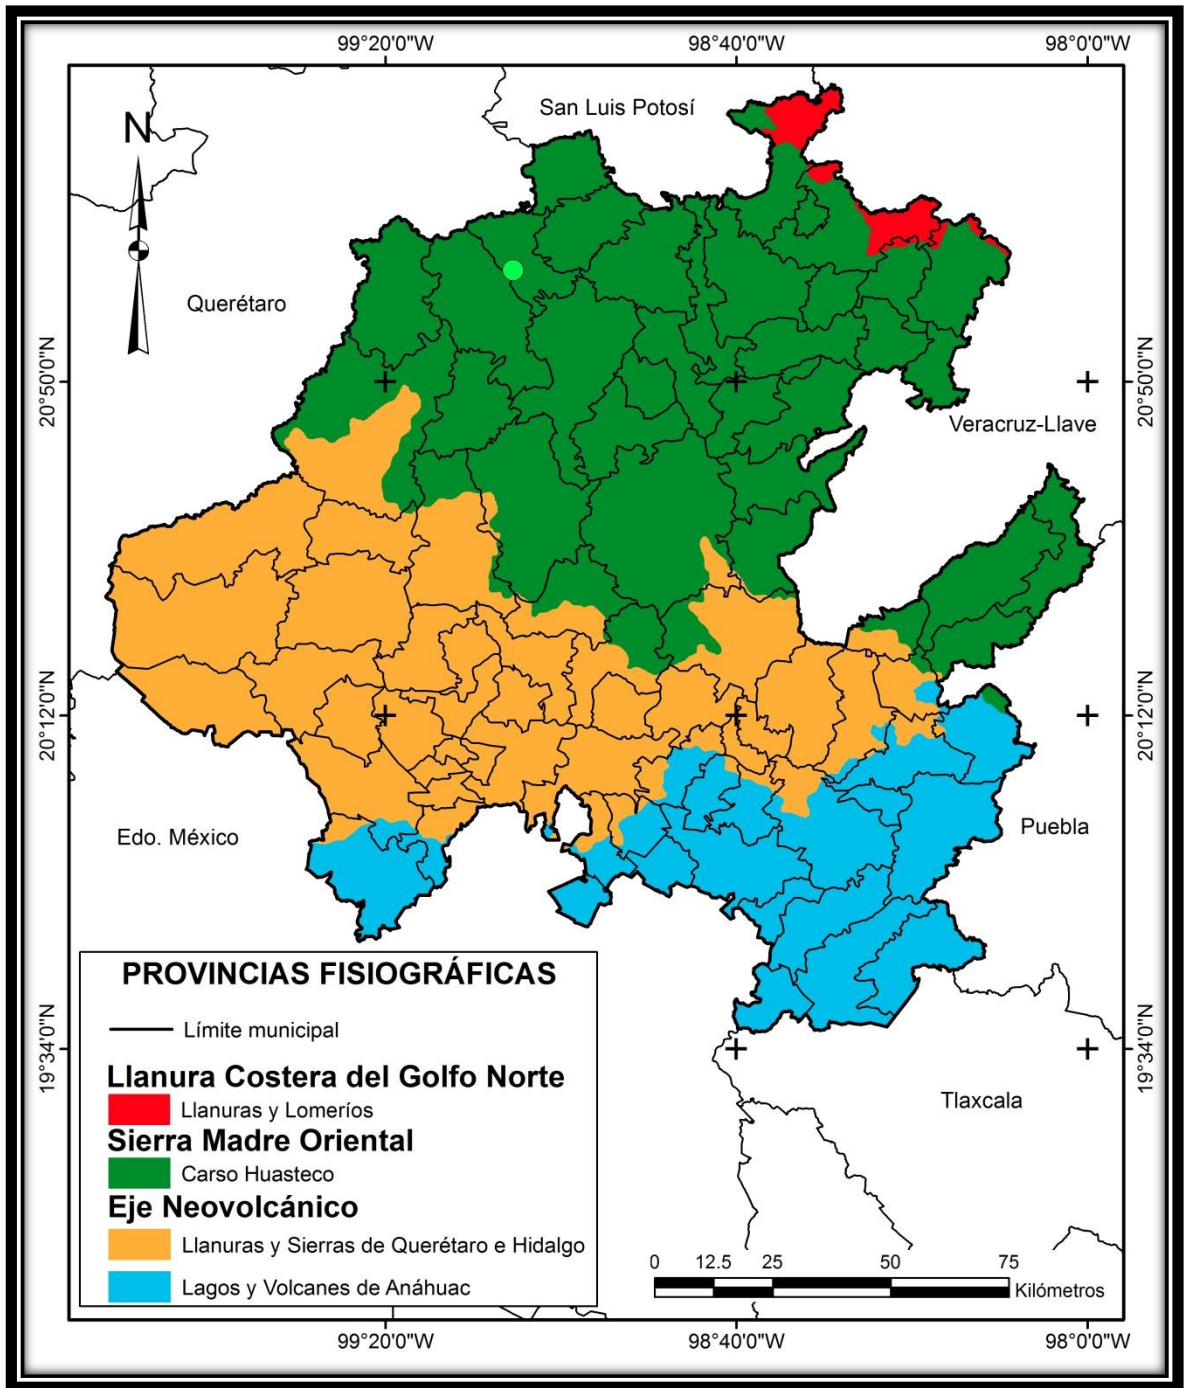 99°20'0"W
98°40'0"W
98°0'0"W
San Luis Potosí
N
Querétaro
20°50'0"N
20°50'0"N
Veracruz-Llave
20°12'0"N
20°12'0"N
Edo. México
Puebla
PROVINCIAS FISIOGRÁFICAS
Límite municipal
Llanura Costera del Golfo Norte
Llanuras y Lomeríos
Sierra Madre Oriental
Carso Huasteco
Eje Neovolcánico
Llanuras y Sierras de Querétaro e Hidalgo
Lagos y Volcanes de Anáhuac
19°34'0"N
19°34'0"N
Tlaxcala
0 12.5 25 50 75
Kilómetros
99°20'0"W
98°40'0"W
98°0'0"W